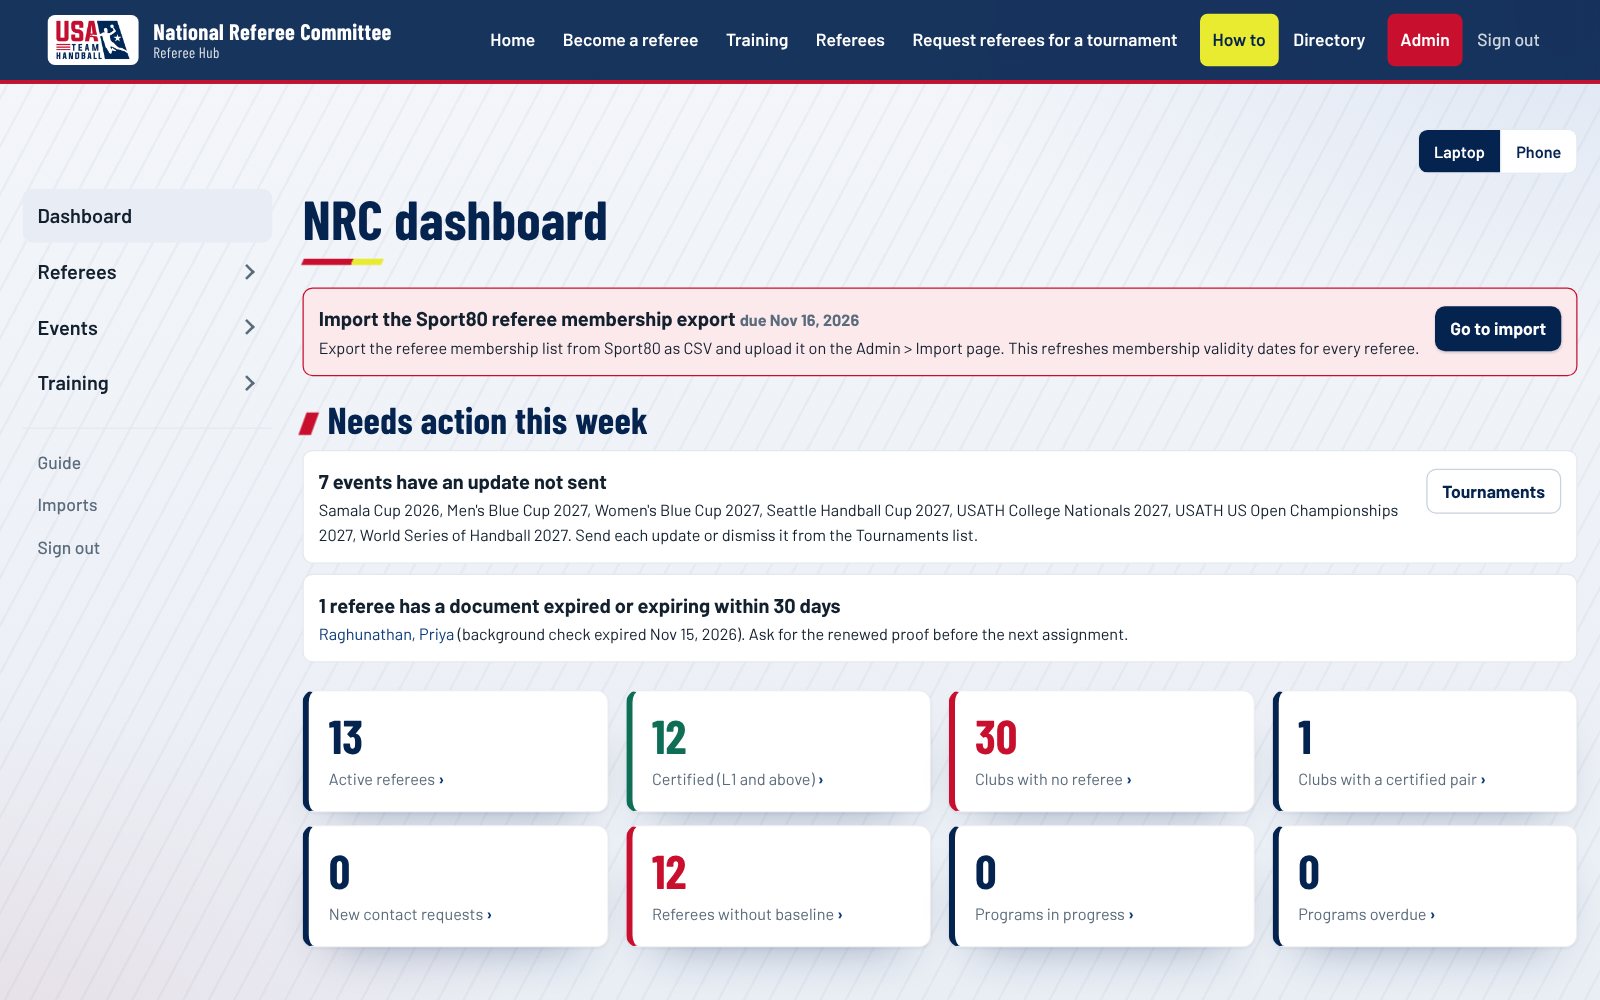 USA
TEAM
HANDBALL
National Referee Committee
Referee Hub
Home
Become a referee
Training
Referees
Request referees for a tournament
How to
Directory
Admin
Sign out
Laptop
Phone
Dashboard
Referees
Events
Training
Guide
Imports
Sign out
NRC dashboard
Import the Sport80 referee membership export due Nov 16, 2026
Export the referee membership list from Sport80 as CSV and upload it on the Admin > Import page. This refreshes membership validity dates for every referee.
Go to import
Needs action this week
7 events have an update not sent
Samala Cup 2026, Men's Blue Cup 2027, Women's Blue Cup 2027, Seattle Handball Cup 2027, USATH College Nationals 2027, USATH US Open Championships
2027, World Series of Handball 2027. Send each update or dismiss it from the Tournaments list.
Tournaments
1 referee has a document expired or expiring within 30 days
Raghunathan, Priya (background check expired Nov 15, 2026). Ask for the renewed proof before the next assignment.
13
Active referees ›
12
Certified (L1 and above) ›
30
Clubs with no referee ›
1
Clubs with a certified pair ›
0
New contact requests ›
12
Referees without baseline ›
0
Programs in progress ›
0
Programs overdue ›